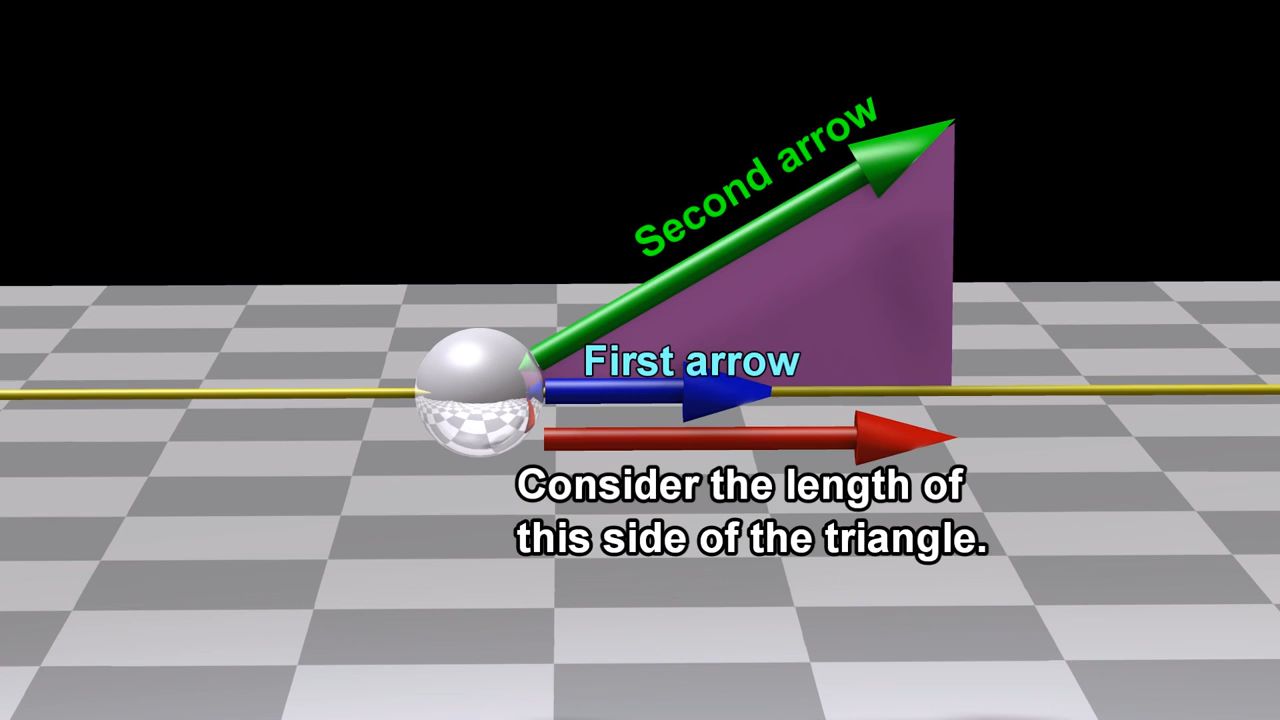 Second arrow
First arrow
Consider the length of
this side of the triangle.